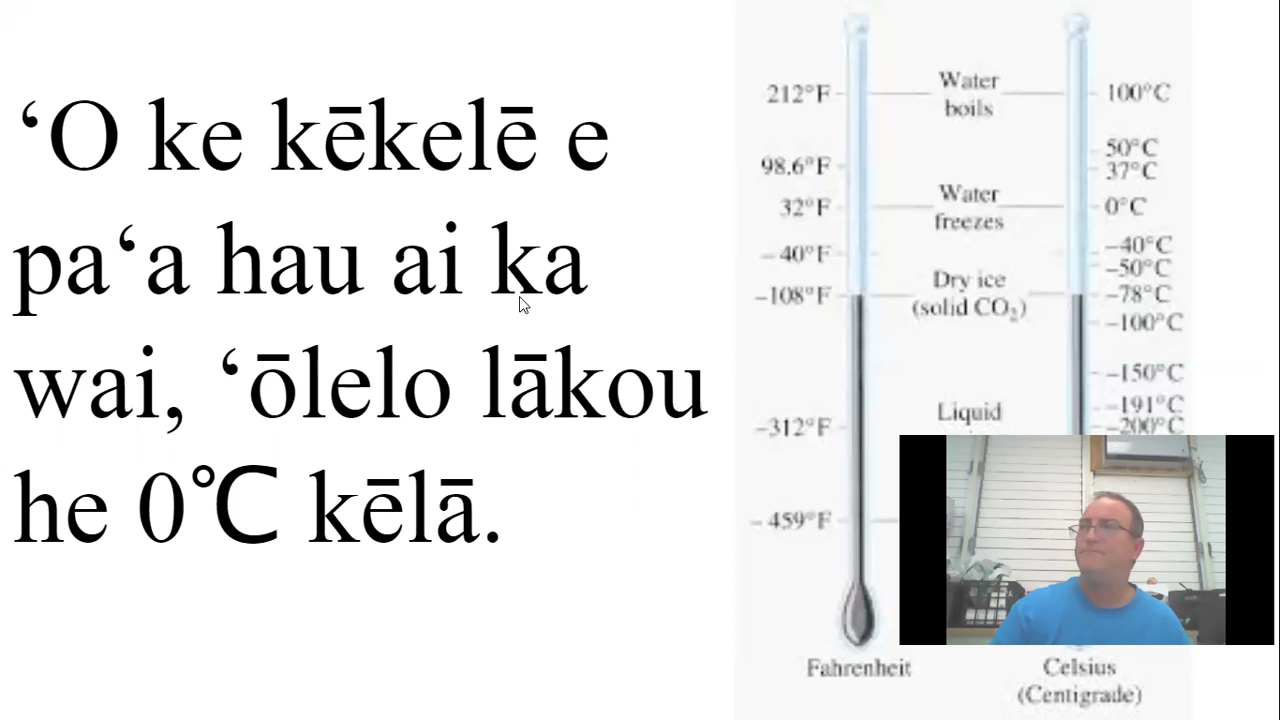 ʻO ke kēkelē e
paʻa hau ai ka
wai, ʻōlelo lākou
he 0℃ kēlā.
212°F
Water
boils
100°C
50°C
98.6°F
37°C
32°F
Water
freezes
0°C
–40°F
–40°C
–50°C
–108°F
Dry ice
(solid CO₂)
–78°C
–100°C
–150°C
–191°C
–312°F
Liquid
–200°C
–459°F
Fahrenheit
Celsius
(Centigrade)